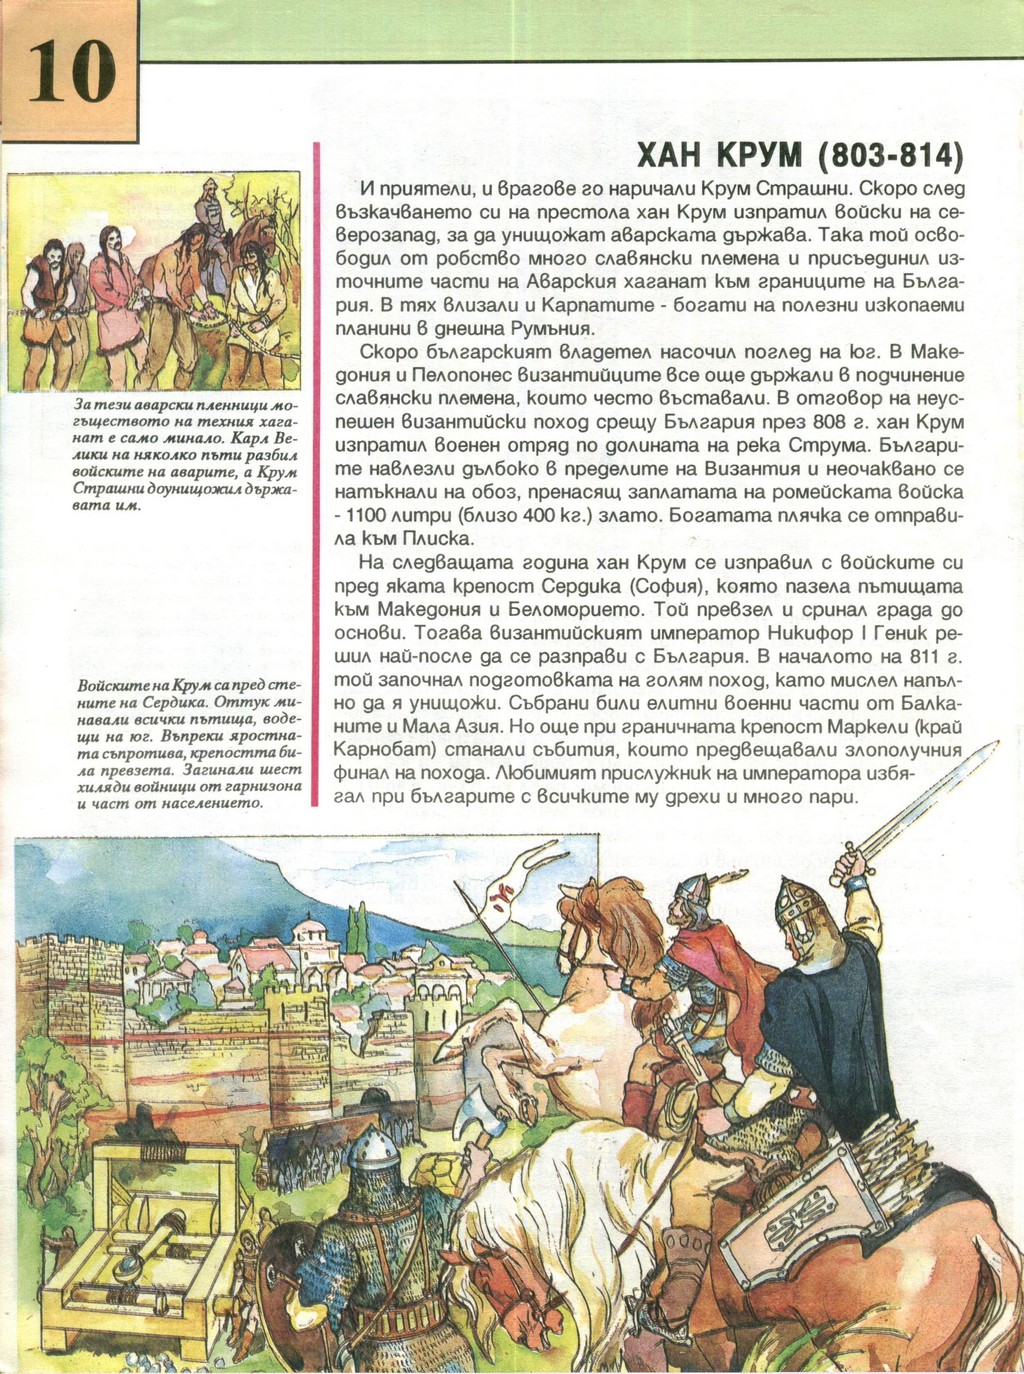 10
ХАН КРУМ (803-814)
И приятели, и врагове го наричали Крум Страшни. Скоро след
възкачването си на престола хан Крум изпратил войски на се-
верозапад, за да унищожат аварската държава. Така той осво-
бодил от робство много славянски племена и присъединил из-
точните части на Аварския хаганат към границите на Бълга-
рия. В тях влизали и Карпатите - богати на полезни изкопаеми
планини в днешна Румъния.
Скоро българският владетел насочил поглед на юг. В Маке-
дония и Пелопонес византийците все още държали в подчинение
славянски племена, които често въставали. В отговор на неус-
пешен византийски поход срещу България през 808 г. хан Крум
изпратил военен отряд по долината на река Струма. Българи-
те навлезли дълбоко в пределите на Византия и неочаквано се
натъкнали на обоз, пренасящ заплатата на ромейската войска
- 1100 литри (близо 400 кг.) злато. Богатата плячка се отправи-
ла към Плиска.
На следващата година хан Крум се изправил с войските си
пред яката крепост Сердика (София), която пазела пътищата
към Македония и Беломорието. Той превзел и сринал града до
основи. Тогава византийският император Никифор I Геник ре-
шил най-после да се разправи с България. В началото на 811 г.
той започнал подготовката на голям поход, като мислел напъл-
но да я унищожи. Събрани били елитни военни части от Балка-
ните и Мала Азия. Но още при граничната крепост Маркели (край
Карнобат) станали събития, които предвещавали злополучния
финал на похода. Любимият прислужник на императора избя-
гал при българите с всичките му дрехи и много пари.
За тези аварски пленници мо-
гъществото на техния хага-
нат е само минало. Карл Ве-
лики на няколко пъти разбил
войските на аварите, а Крум
Страшни доунищожил държа-
вата им.
Войските на Крум са пред сте-
ните на Сердика. Оттук ми-
навали всички пътища, воде-
щи на юг. Въпреки яростна-
та съпротива, крепостта би-
ла превзета. Загинали шест
хиляди войници от гарнизона
и част от населението.